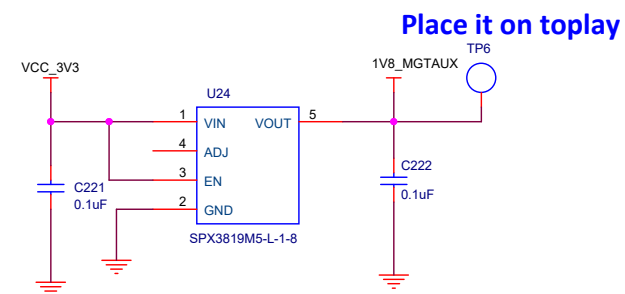 Place it on toplay
TP6
VCC_3V3
1V8_MGTAUX
U24
1 VIN VOUT 5
4 ADJ
3 EN
2 GND
C221
0.1uF
C222
0.1uF
SPX3819M5-L-1-8